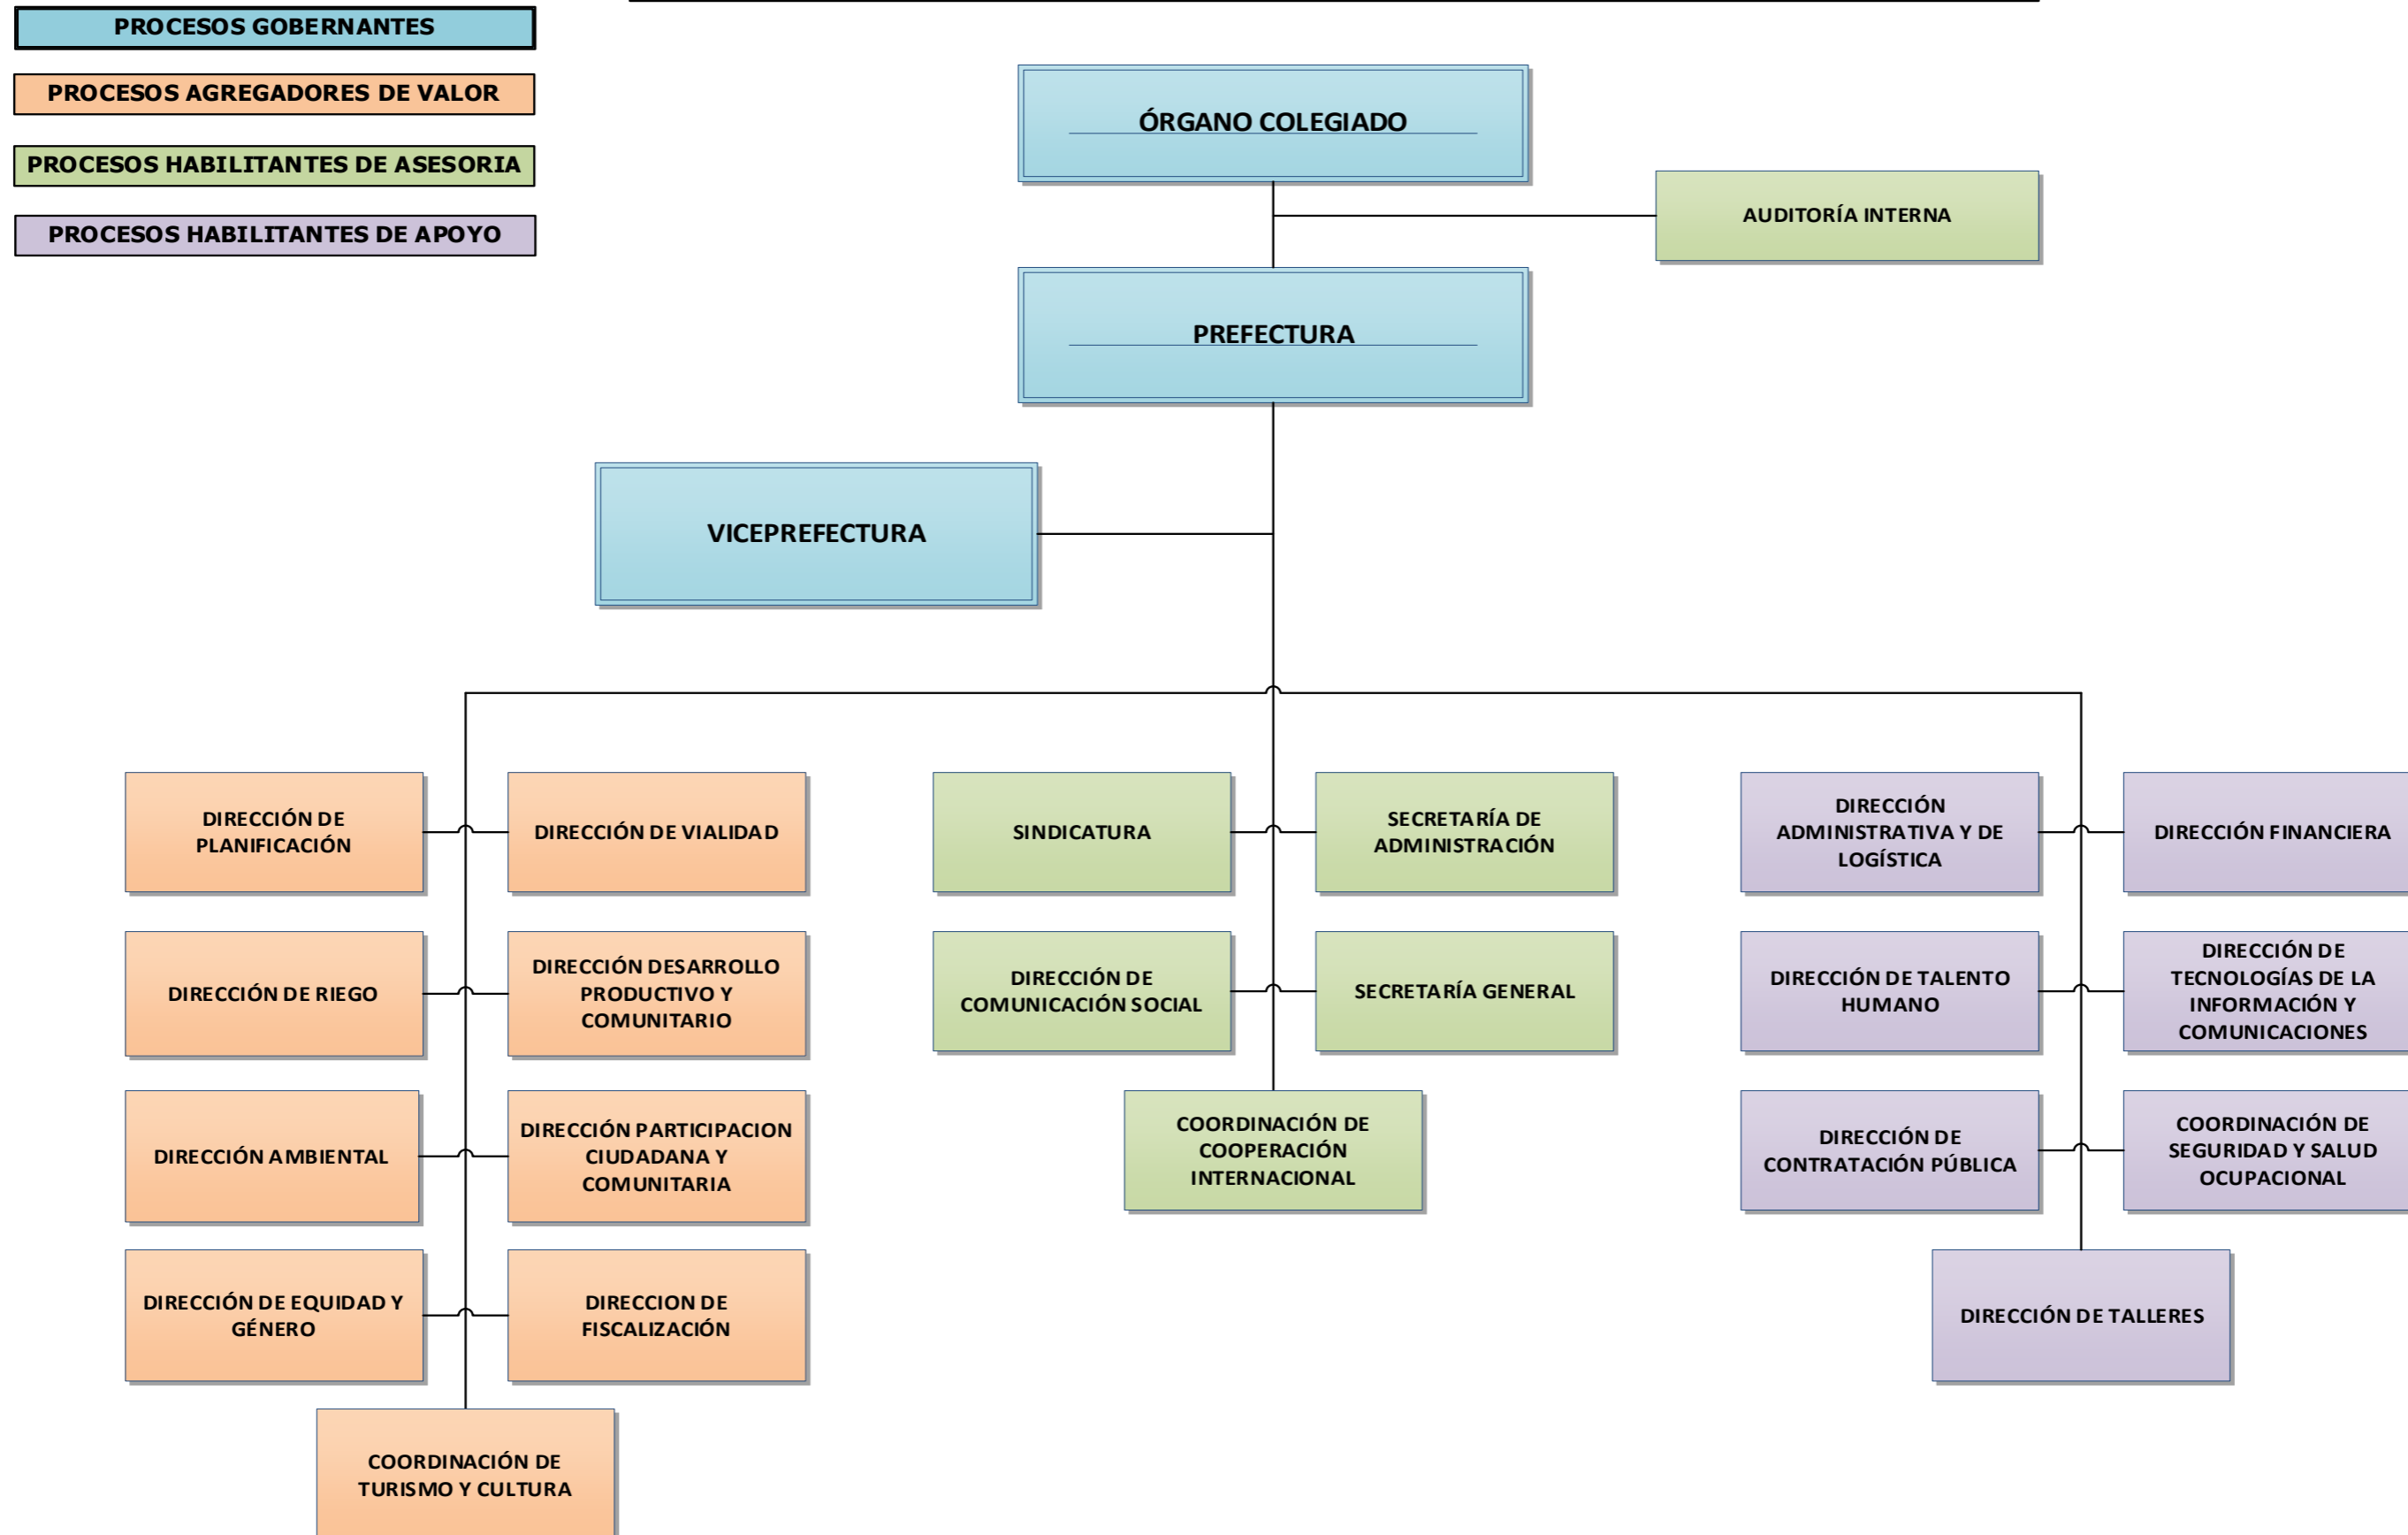 PROCESOS GOBERNANTES
PROCESOS AGREGADORES DE VALOR
PROCESOS HABILITANTES DE ASESORIA
PROCESOS HABILITANTES DE APOYO
ÓRGANO COLEGIADO
AUDITORÍA INTERNA
PREFECTURA
VICEPREFECTURA
DIRECCIÓN DE
PLANIFICACIÓN
DIRECCIÓN DE VIALIDAD
DIRECCIÓN DE RIEGO
DIRECCIÓN DESARROLLO
PRODUCTIVO Y
COMUNITARIO
DIRECCIÓN AMBIENTAL
DIRECCIÓN PARTICIPACION
CIUDADANA Y
COMUNITARIA
DIRECCIÓN DE EQUIDAD Y
GÉNERO
DIRECCION DE
FISCALIZACIÓN
COORDINACIÓN DE
TURISMO Y CULTURA
SINDICATURA
SECRETARÍA DE
ADMINISTRACIÓN
DIRECCIÓN DE
COMUNICACIÓN SOCIAL
SECRETARÍA GENERAL
COORDINACIÓN DE
COOPERACIÓN
INTERNACIONAL
DIRECCIÓN
ADMINISTRATIVA Y DE
LOGÍSTICA
DIRECCIÓN FINANCIERA
DIRECCIÓN DE TALENTO
HUMANO
DIRECCIÓN DE
TECNOLOGÍAS DE LA
INFORMACIÓN Y
COMUNICACIONES
DIRECCIÓN DE
CONTRATACIÓN PÚBLICA
COORDINACIÓN DE
SEGURIDAD Y SALUD
OCUPACIONAL
DIRECCIÓN DE TALLERES